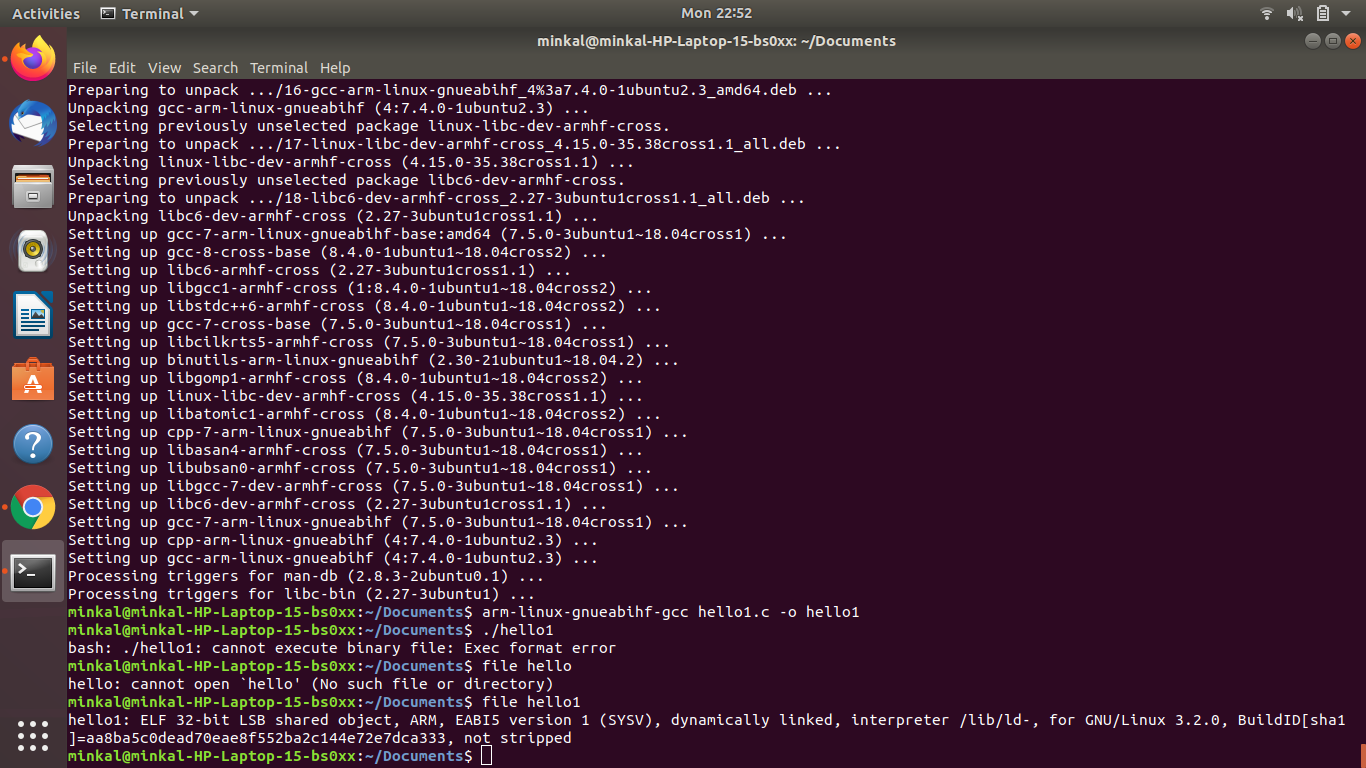 Activities
Terminal
Mon 22:52
minkal@minkal-HP-Laptop-15-bs0xx: ~/Documents
File Edit View Search Terminal Help
Preparing to unpack .../16-gcc-arm-linux-gnueabihf_4%3a7.4.0-1ubuntu2.3_amd64.deb ...
Unpacking gcc-arm-linux-gnueabihf (4:7.4.0-1ubuntu2.3) ...
Selecting previously unselected package linux-libc-dev-armhf-cross.
Preparing to unpack .../17-linux-libc-dev-armhf-cross_4.15.0-35.38cross1.1_all.deb ...
Unpacking linux-libc-dev-armhf-cross (4.15.0-35.38cross1.1) ...
Selecting previously unselected package libc6-dev-armhf-cross.
Preparing to unpack .../18-libc6-dev-armhf-cross_2.27-3ubuntu1cross1.1_all.deb ...
Unpacking libc6-dev-armhf-cross (2.27-3ubuntu1cross1.1) ...
Setting up gcc-7-arm-linux-gnueabihf-base:amd64 (7.5.0-3ubuntu1~18.04cross1) ...
Setting up gcc-8-cross-base (8.4.0-1ubuntu1~18.04cross2) ...
Setting up libc6-armhf-cross (2.27-3ubuntu1cross1.1) ...
Setting up libgcc1-armhf-cross (1:8.4.0-1ubuntu1~18.04cross2) ...
Setting up libstdc++6-armhf-cross (8.4.0-1ubuntu1~18.04cross2) ...
Setting up gcc-7-cross-base (7.5.0-3ubuntu1~18.04cross1) ...
Setting up libcilkrts5-armhf-cross (7.5.0-3ubuntu1~18.04cross1) ...
Setting up binutils-arm-linux-gnueabihf (2.30-21ubuntu1~18.04.2) ...
Setting up libgomp1-armhf-cross (8.4.0-1ubuntu1~18.04cross2) ...
Setting up linux-libc-dev-armhf-cross (4.15.0-35.38cross1.1) ...
Setting up libatomic1-armhf-cross (8.4.0-1ubuntu1~18.04cross2) ...
Setting up cpp-7-arm-linux-gnueabihf (7.5.0-3ubuntu1~18.04cross1) ...
Setting up libasan4-armhf-cross (7.5.0-3ubuntu1~18.04cross1) ...
Setting up libubsan0-armhf-cross (7.5.0-3ubuntu1~18.04cross1) ...
Setting up libgcc-7-dev-armhf-cross (7.5.0-3ubuntu1~18.04cross1) ...
Setting up libc6-dev-armhf-cross (2.27-3ubuntu1cross1.1) ...
Setting up gcc-7-arm-linux-gnueabihf (7.5.0-3ubuntu1~18.04cross1) ...
Setting up cpp-arm-linux-gnueabihf (4:7.4.0-1ubuntu2.3) ...
Setting up gcc-arm-linux-gnueabihf (4:7.4.0-1ubuntu2.3) ...
Processing triggers for man-db (2.8.3-2ubuntu0.1) ...
Processing triggers for libc-bin (2.27-3ubuntu1) ...
minkal@minkal-HP-Laptop-15-bs0xx:~/Documents$ arm-linux-gnueabihf-gcc hello1.c -o hello1
minkal@minkal-HP-Laptop-15-bs0xx:~/Documents$ ./hello1
bash: ./hello1: cannot execute binary file: Exec format error
minkal@minkal-HP-Laptop-15-bs0xx:~/Documents$ file hello
hello: cannot open `hello' (No such file or directory)
minkal@minkal-HP-Laptop-15-bs0xx:~/Documents$ file hello1
hello1: ELF 32-bit LSB shared object, ARM, EABI5 version 1 (SYSV), dynamically linked, interpreter /lib/ld-, for GNU/Linux 3.2.0, BuildID[sha1
]=aa8ba5c0dead70eae8f552ba2c144e72e7dca333, not stripped
minkal@minkal-HP-Laptop-15-bs0xx:~/Documents$